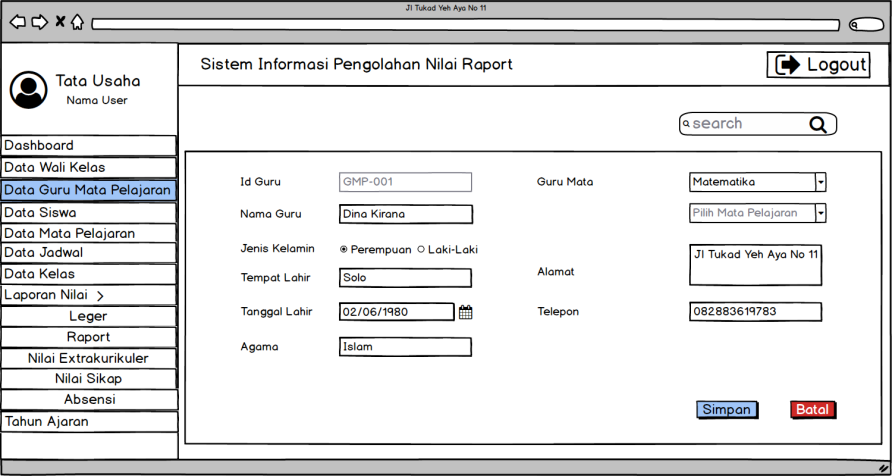 Jl Tukad Yeh Aya No 11
Tata Usaha
Nama User
Sistem Informasi Pengolahan Nilai Raport
Logout
search
Dashboard
Data Wali Kelas
Data Guru Mata Pelajaran
Data Siswa
Data Mata Pelajaran
Data Jadwal
Data Kelas
Laporan Nilai >
Leger
Raport
Nilai Extrakurikuler
Nilai Sikap
Absensi
Tahun Ajaran
Id Guru GMP-001
Nama Guru Dina Kirana
Jenis Kelamin Perempuan Laki-Laki
Tempat Lahir Solo
Tanggal Lahir 02/06/1980
Agama Islam
Guru Mata Matematika
Pilih Mata Pelajaran
Alamat Jl Tukad Yeh Aya No 11
Telepon 082883619783
Simpan Batal